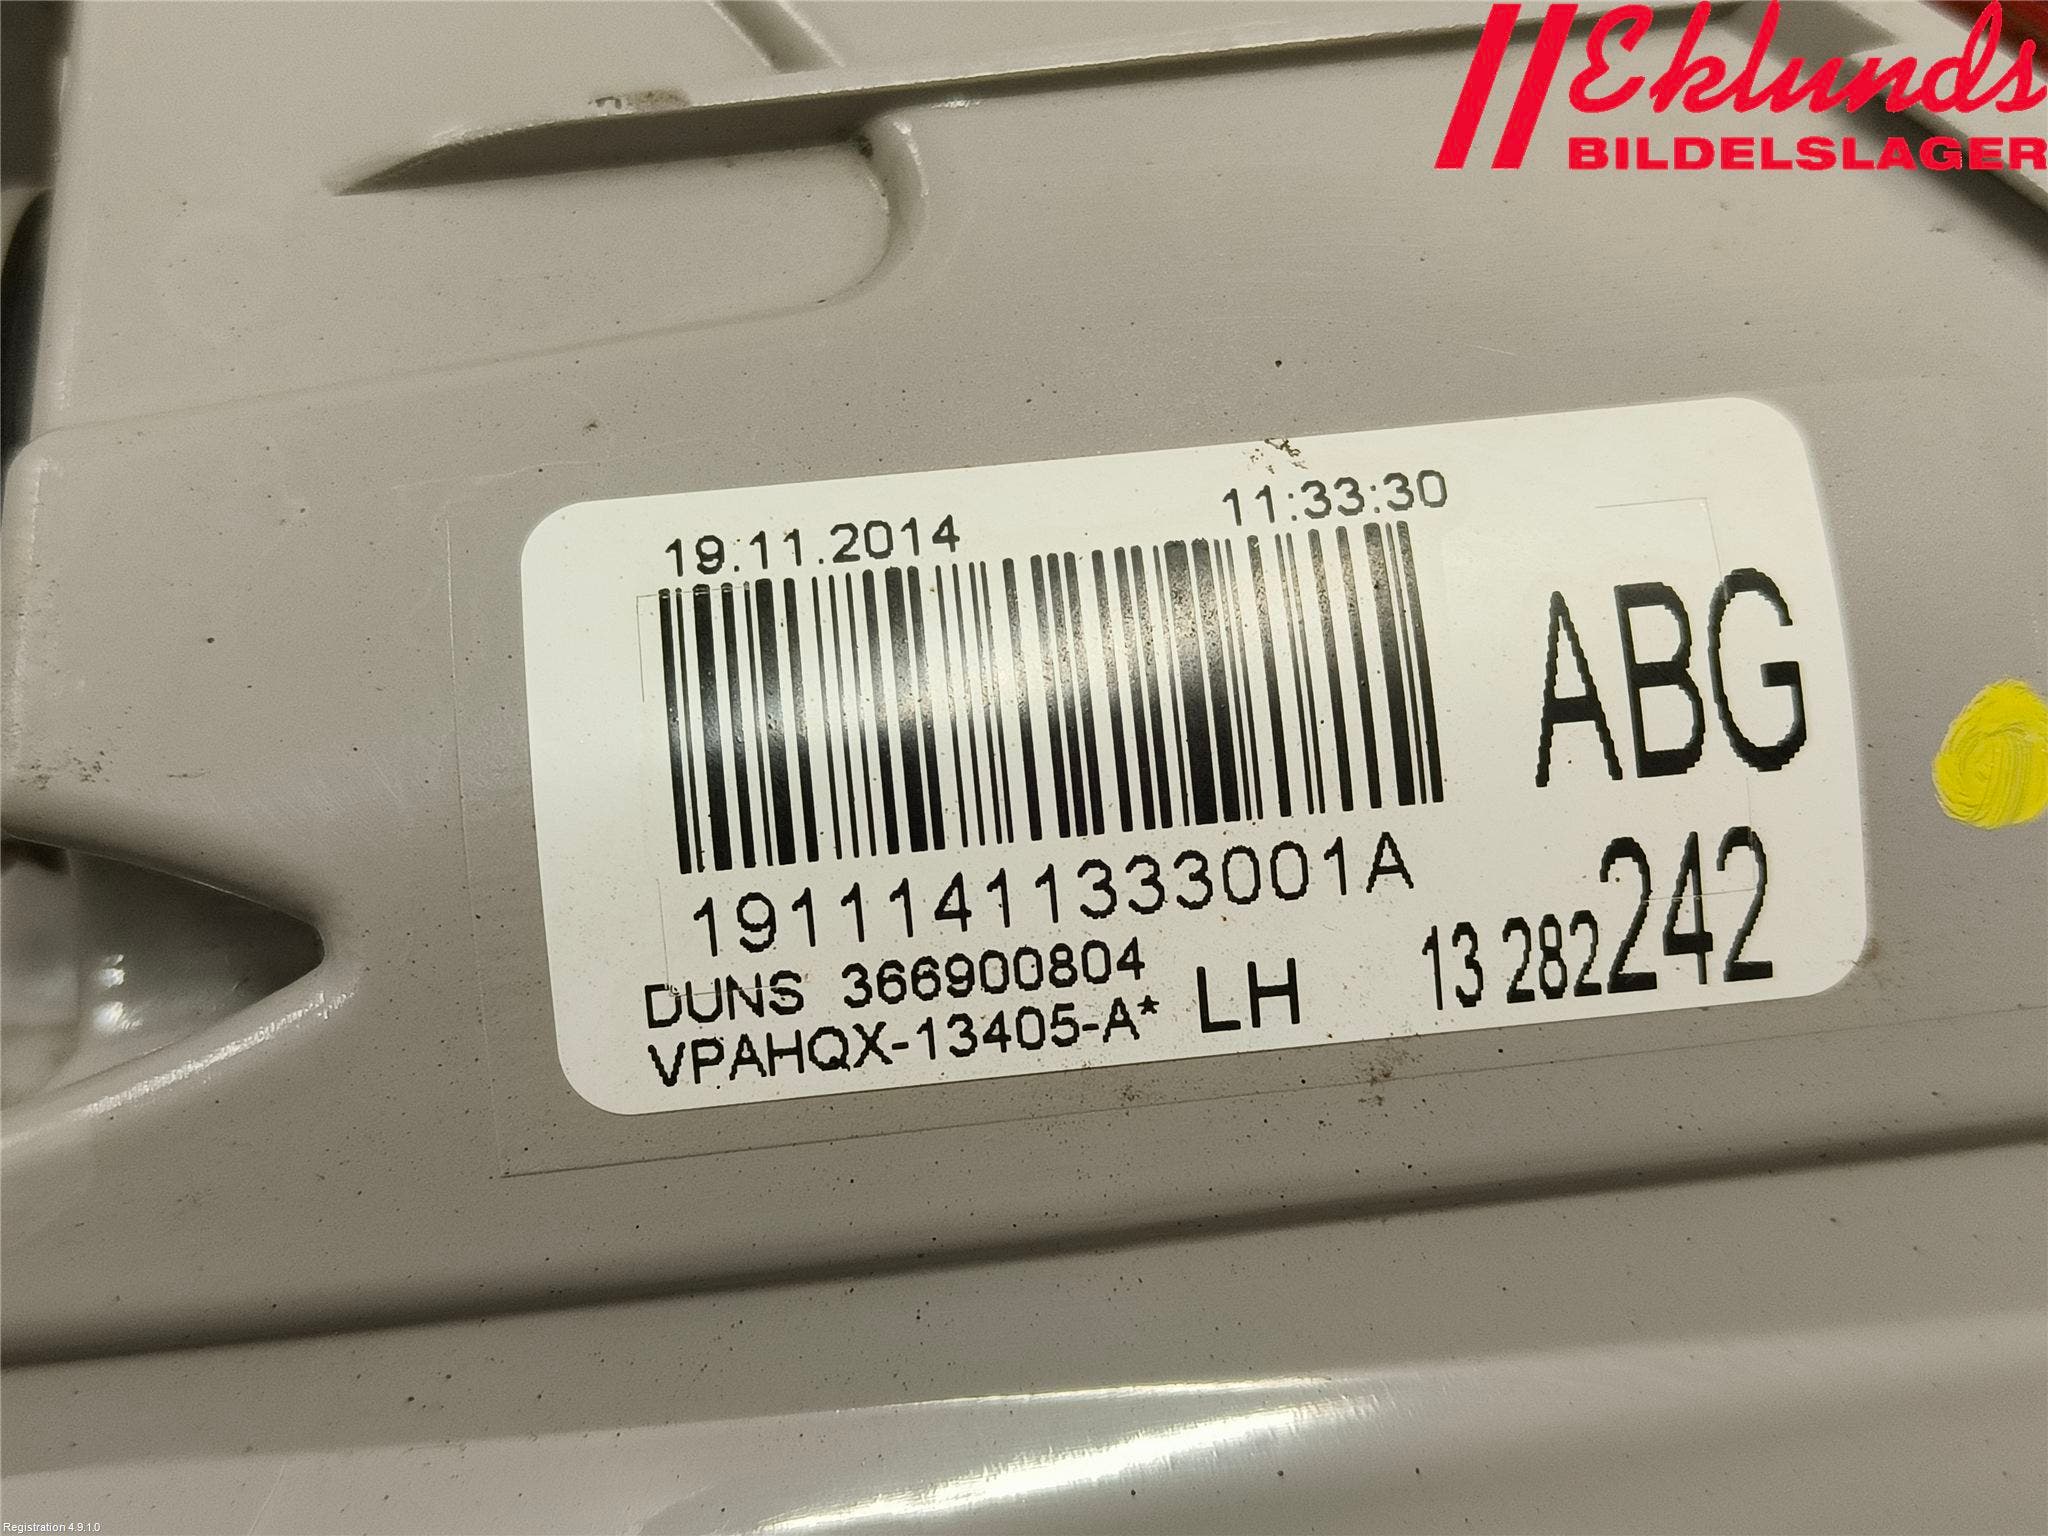 Eklunds
BILDELSLAGER
19.11.2014 11:33:30
ABG
19111411333001A
DUNS 366900804
VPAHQX-13405-A* LH 13 282 242
Registration 4.9.1.0